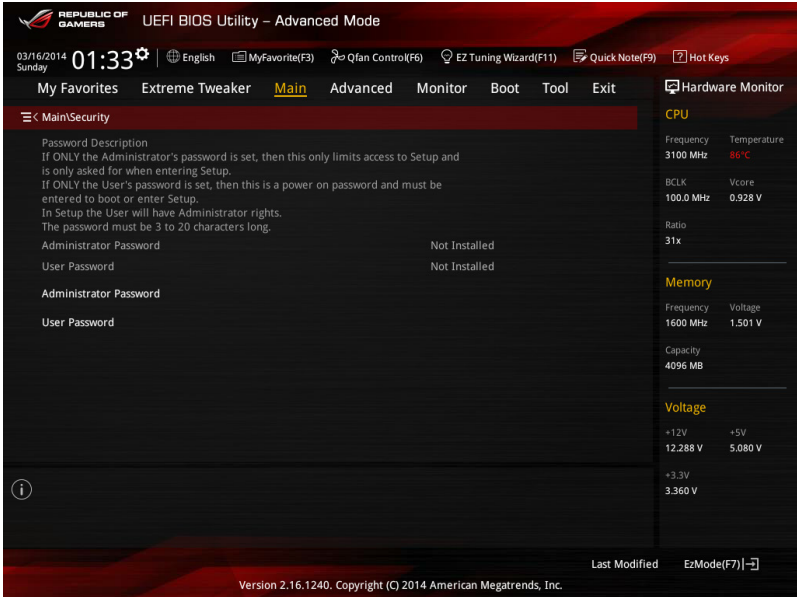 REPUBLIC OF
GAMERS
UEFI BIOS Utility – Advanced Mode
03/16/2014
Sunday
01:33
English
MyFavorite(F3)
Qfan Control(F6)
EZ Tuning Wizard(F11)
Quick Note(F9)
? Hot Keys
My Favorites Extreme Tweaker Main Advanced Monitor Boot Tool Exit
Main\Security
Password Description
If ONLY the Administrator's password is set, then this only limits access to Setup and
is only asked for when entering Setup.
If ONLY the User's password is set, then this is a power on password and must be
entered to boot or enter Setup.
In Setup the User will have Administrator rights.
The password must be 3 to 20 characters long.
Administrator Password Not Installed
User Password Not Installed
Administrator Password
User Password
Hardware Monitor
CPU
Frequency Temperature
3100 MHz 86°C
BCLK Vcore
100.0 MHz 0.928 V
Ratio
31x
Memory
Frequency Voltage
1600 MHz 1.501 V
Capacity
4096 MB
Voltage
+12V +5V
12.288 V 5.080 V
+3.3V
3.360 V
i
Last Modified
EzMode(F7)
Version 2.16.1240. Copyright (C) 2014 American Megatrends, Inc.